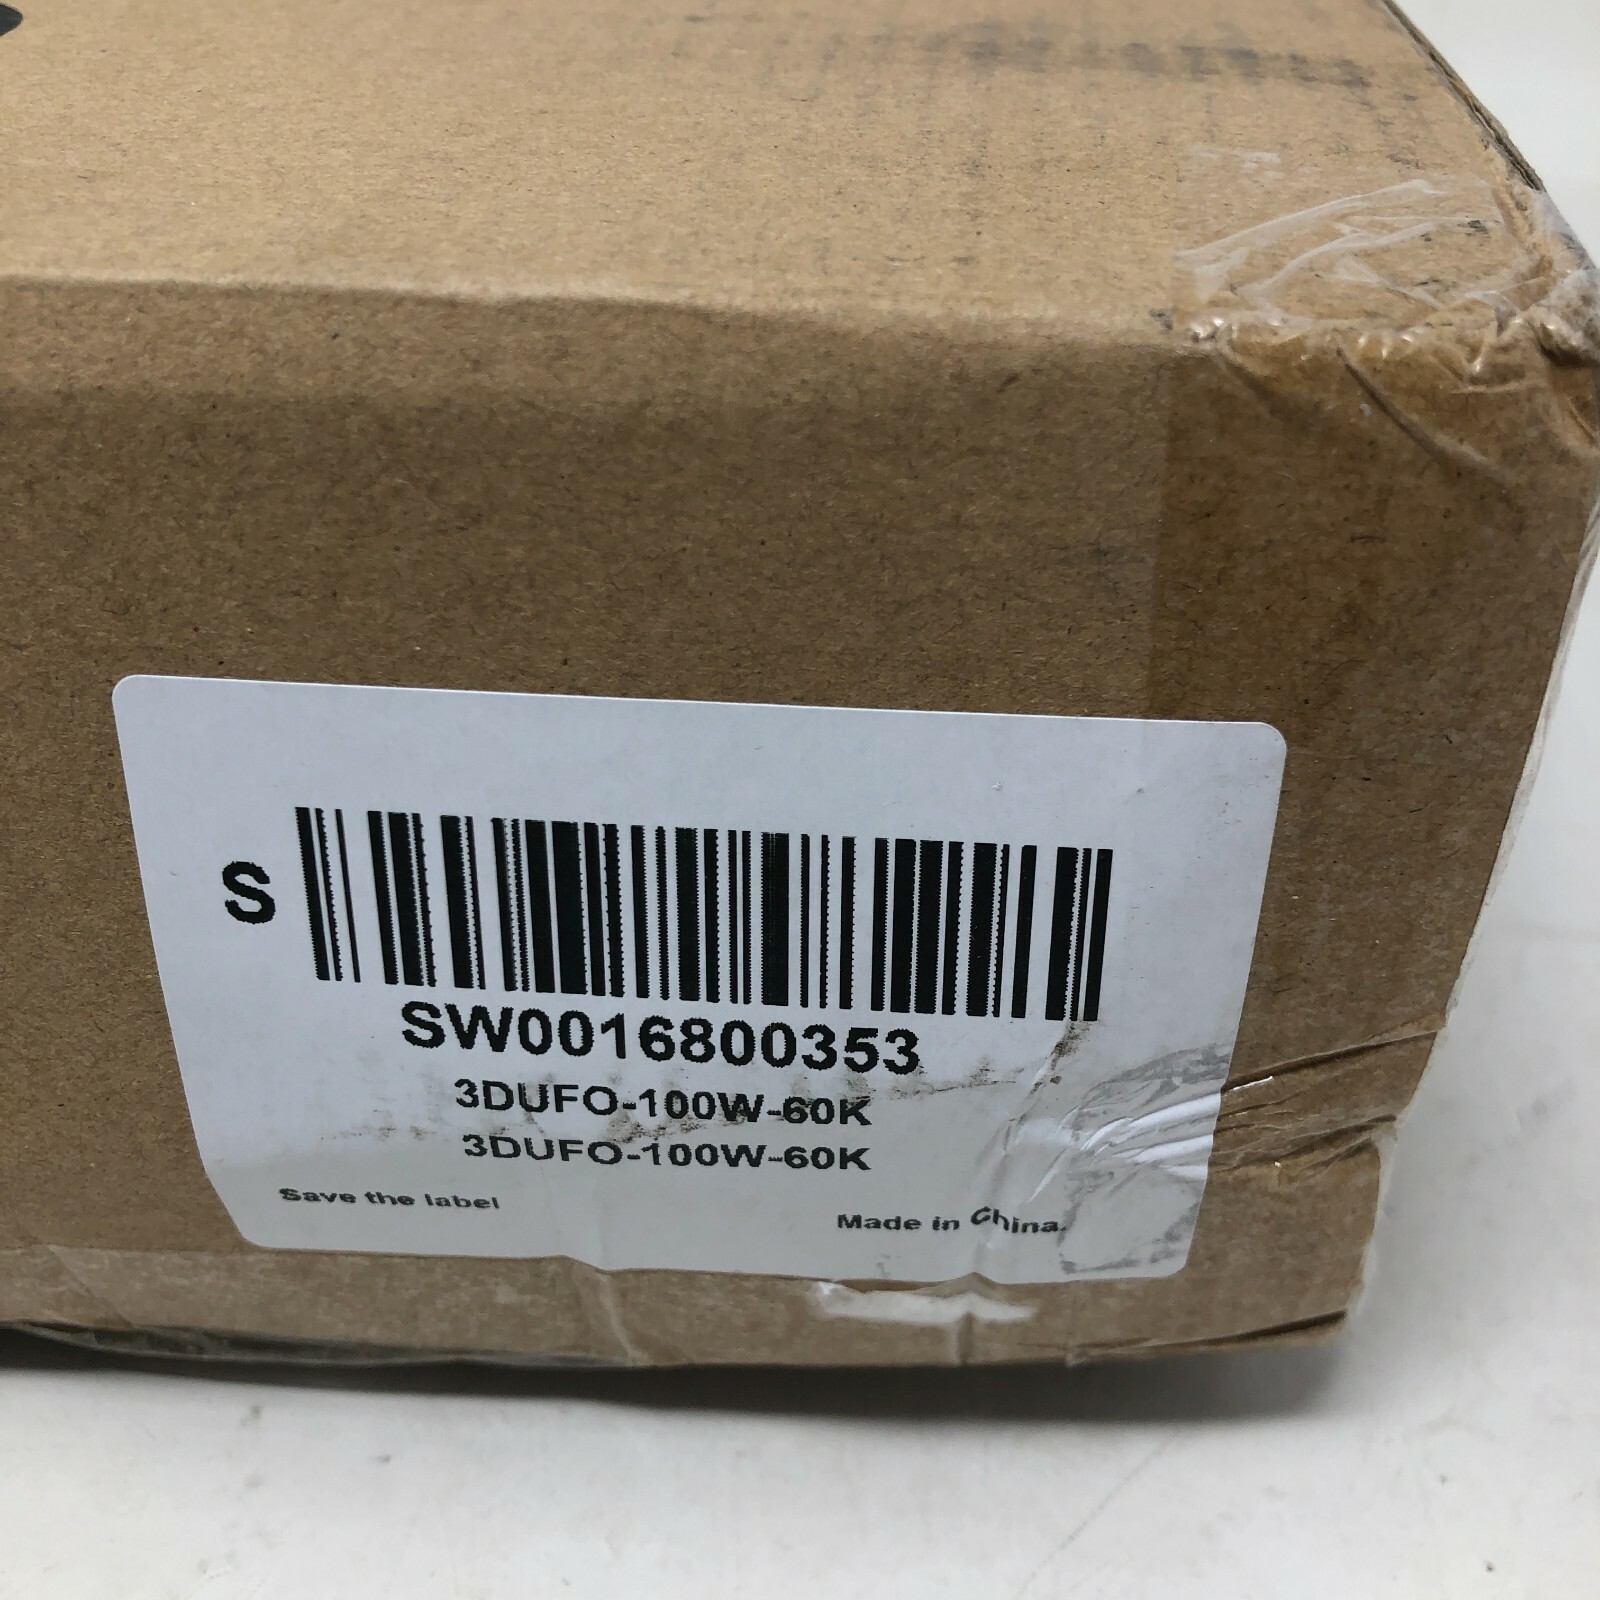 S
SW0016800353
3DUFO-100W-60K
3DUFO-100W-60K
Save the label
Made in China.